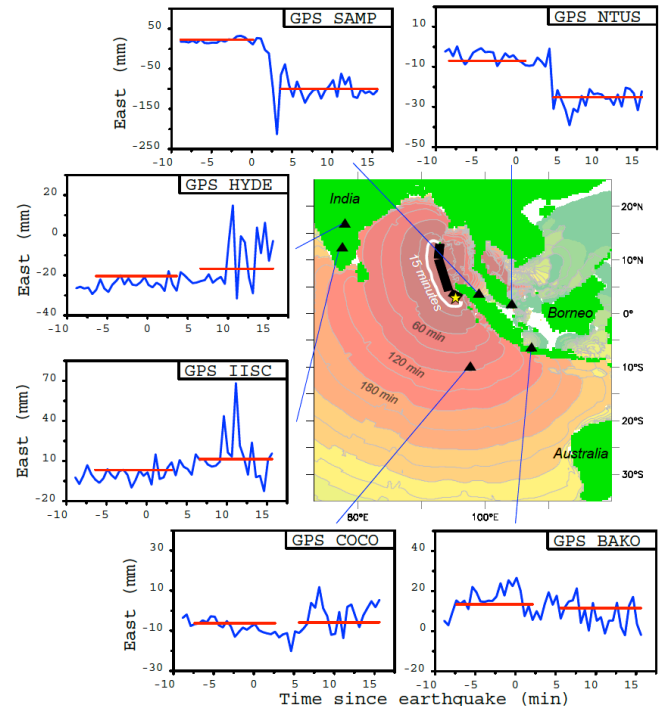 GPS SAMP
East (mm)
50
-50
-150
-250
-10 -5 0 5 10 15
GPS NTUS
East (mm)
-10
-30
-50
-10 -5 0 5 10 15
GPS HYDE
East (mm)
20
0
-20
-40
-10 -5 0 5 10 15
GPS IISC
East (mm)
70
40
10
-20
-10 -5 0 5 10 15
India
15 minutes
60 min
120 min
180 min
Borneo
Australia
20°N
10°N
0°
10°S
20°S
30°S
80°E 100°E
GPS COCO
East (mm)
30
10
-10
-30
-10 -5 0 5 10 15
GPS BAKO
40
20
0
-20
-10 -5 0 5 10 15
Time since earthquake (min)